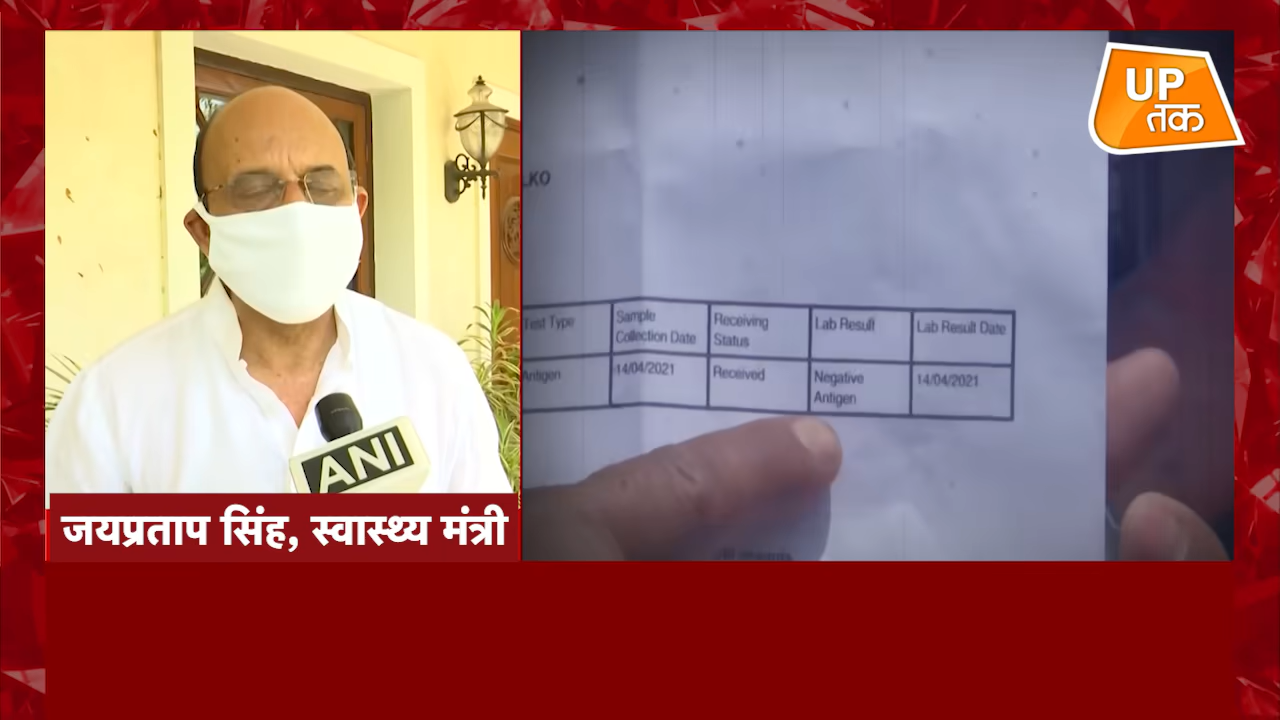 UP
तक
LKO
Test Type
Sample
Collection Date
Receiving
Status
Lab Result
Lab Result Date
Antigen
14/04/2021
Received
Negative
Antigen
14/04/2021
ANI
जयप्रताप सिंह, स्वास्थ्य मंत्री